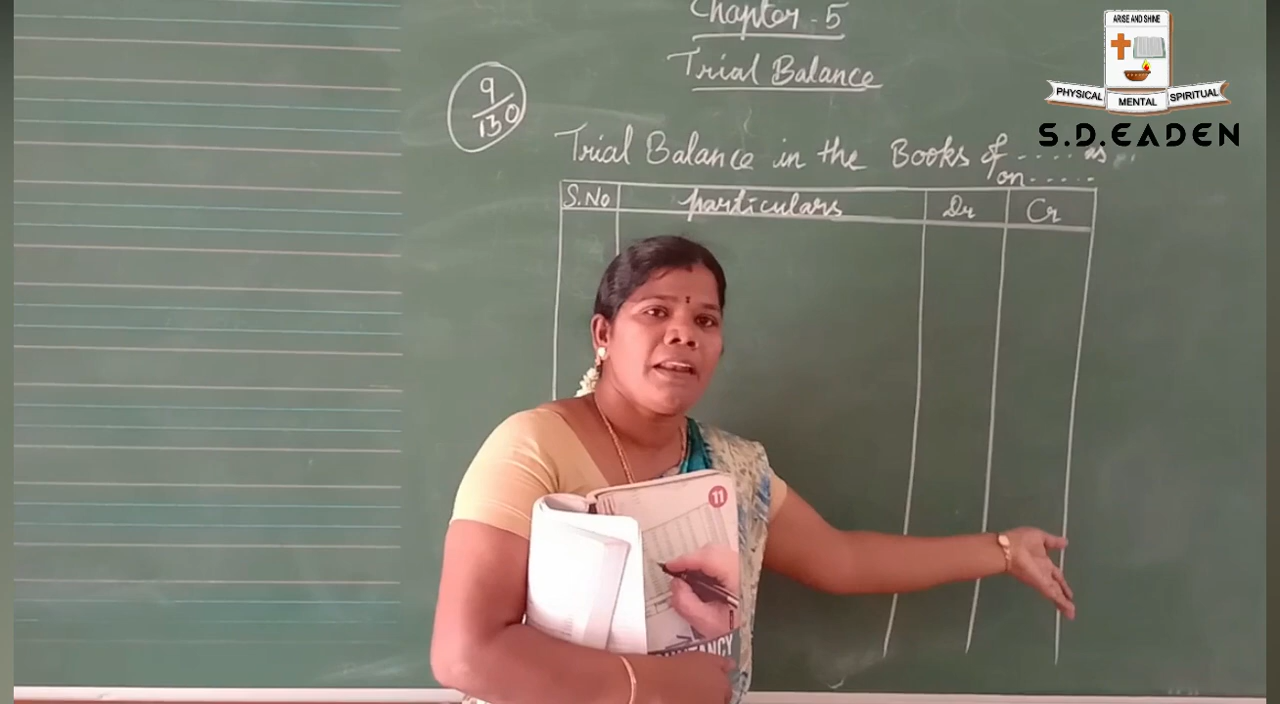 Chapter - 5
Trial Balance
9
130
Trial Balance in the Books of ..... as
on.....
S.No particulars Dr Cr
ARISE AND SHINE
PHYSICAL MENTAL SPIRITUAL
S.D.EADEN
11